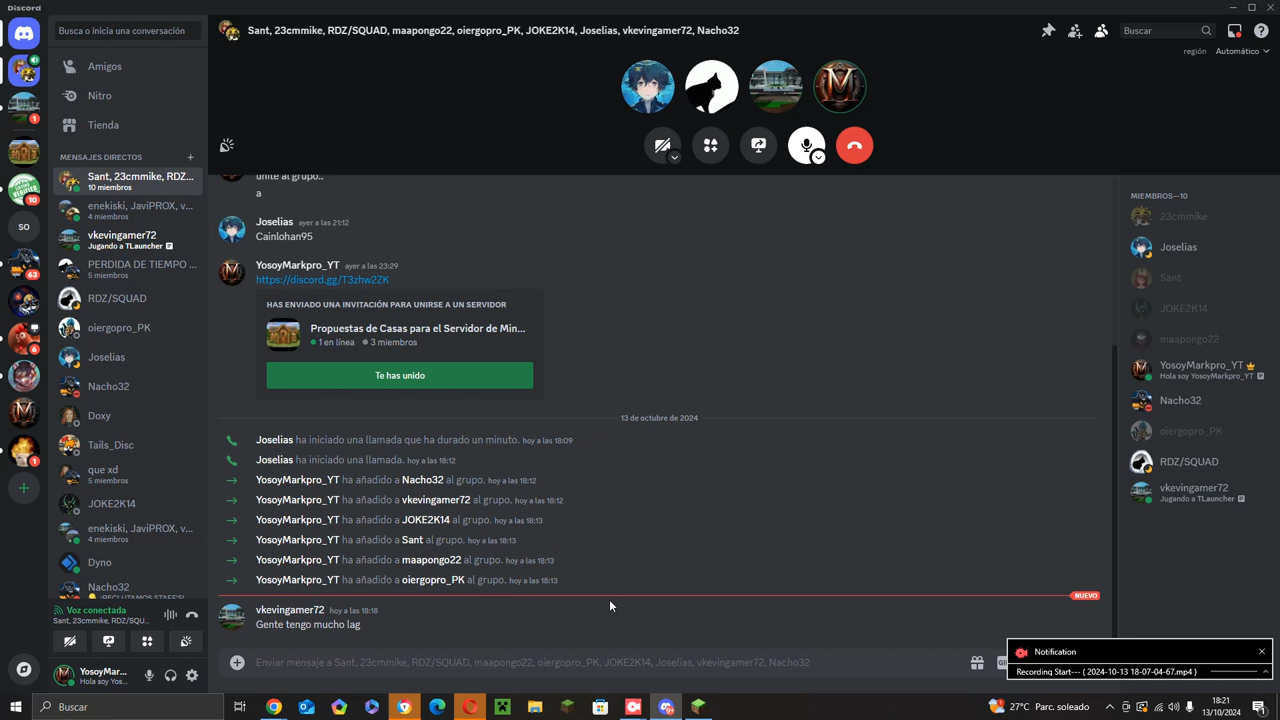 Discord
Busca o inicia una conversación
Sant, 23cmmike, RDZ/SQUAD, maapongo22, oiergopro_PK, JOKE2K14, Joselias, vkevingamer72, Nacho32
Buscar
región Automático
Amigos
Nitro
Tienda
MENSAJES DIRECTOS
Sant, 23cmmike, RDZ...
10 miembros
enekiski, JaviPROX, v...
4 miembros
vkevingamer72
Jugando a TLauncher
PERDIDA DE TIEMPO ...
5 miembros
RDZ/SQUAD
oiergopro_PK
Joselias
Nacho32
Doxy
Tails_Disc
que xd
5 miembros
JOKE2K14
enekiski, JaviPROX, v...
4 miembros
Dyno
Nacho32
1
10
SO
63
6
1
Voz conectada
Sant, 23cmmike, RDZ/SQU...
YosoyMar...
Hola soy Yos...
unite al grupo..
a
Joselias ayer a las 21:12
Cainlohan95
YosoyMarkpro_YT ayer a las 23:29
https://discord.gg/T3zhw2ZK
HAS ENVIADO UNA INVITACIÓN PARA UNIRSE A UN SERVIDOR
Propuestas de Casas para el Servidor de Min...
1 en línea 3 miembros
Te has unido
13 de octubre de 2024
Joselias ha iniciado una llamada que ha durado un minuto. hoy a las 18:09
Joselias ha iniciado una llamada. hoy a las 18:12
YosoyMarkpro_YT ha añadido a Nacho32 al grupo. hoy a las 18:12
YosoyMarkpro_YT ha añadido a vkevingamer72 al grupo. hoy a las 18:12
YosoyMarkpro_YT ha añadido a JOKE2K14 al grupo. hoy a las 18:13
YosoyMarkpro_YT ha añadido a Sant al grupo. hoy a las 18:13
YosoyMarkpro_YT ha añadido a maapongo22 al grupo. hoy a las 18:13
YosoyMarkpro_YT ha añadido a oiergopro_PK al grupo. hoy a las 18:13
NUEVO
vkevingamer72 hoy a las 18:18
Gente tengo mucho lag
Enviar mensaje a Sant, 23cmmike, RDZ/SQUAD, maapongo22, oiergopro_PK, JOKE2K14, Joselias, vkevingamer72, Nacho32
MIEMBROS—10
23cmmike
Joselias
Sant
JOKE2K14
maapongo22
YosoyMarkpro_YT
Hola soy YosoyMarkpro_YT
Nacho32
oiergopro_PK
RDZ/SQUAD
vkevingamer72
Jugando a TLauncher
Notification
Recording Start--- ( 2024-10-13 18-07-04-67.mp4 )
Buscar
27°C Parc. soleado
18:21
13/10/2024